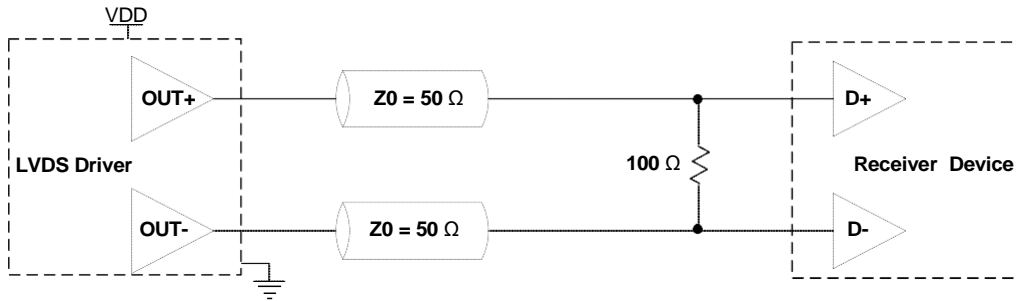 VDD
OUT+
Z0 = 50 Ω
D+
LVDS Driver
100 Ω
Receiver Device
OUT-
Z0 = 50 Ω
D-